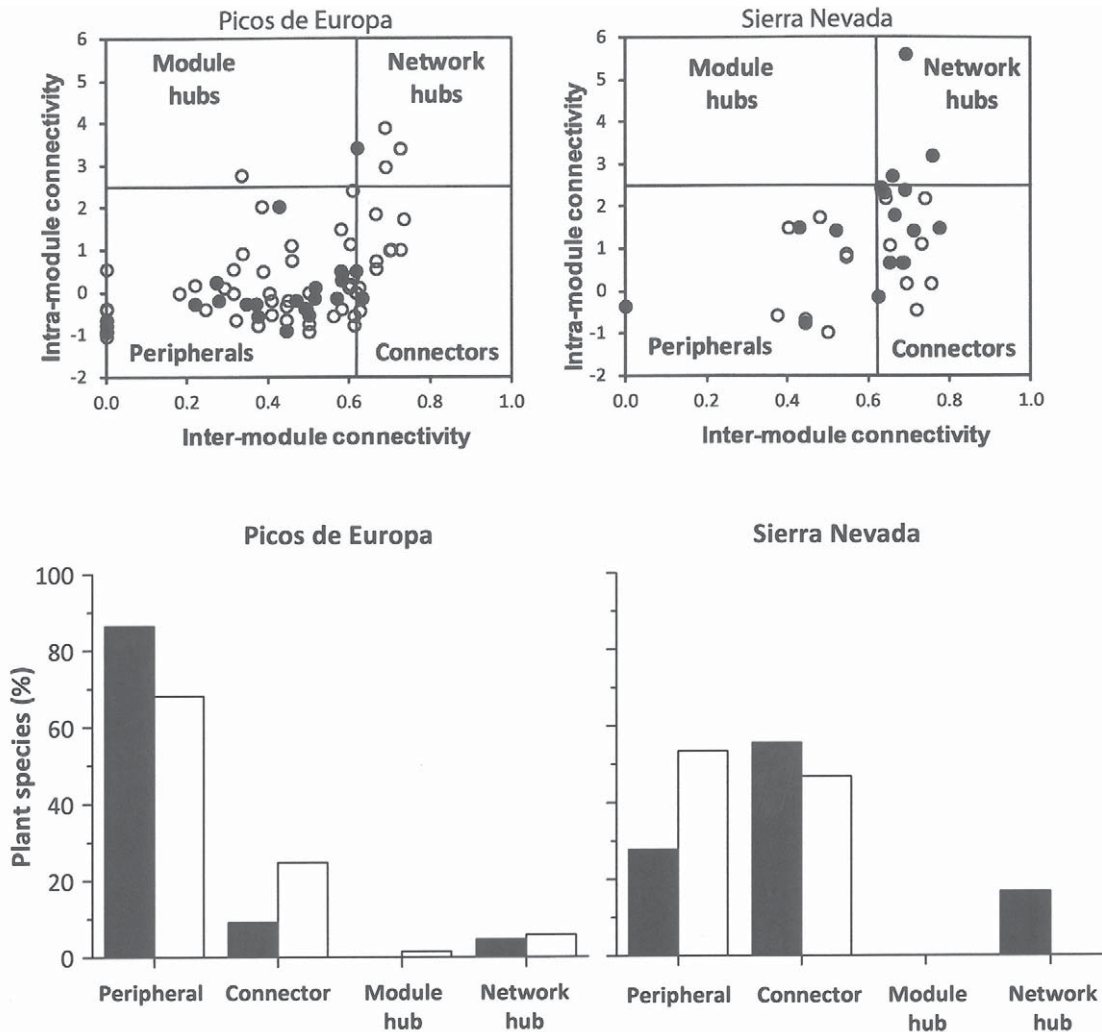 Picos de Europa
Sierra Nevada
6
5
4
3
2
1
0
-1
-2
Intra-module connectivity
Module
hubs
Network
hubs
Peripherals
Connectors
0.0 0.2 0.4 0.6 0.8 1.0
Inter-module connectivity
6
5
4
3
2
1
0
-1
-2
Intra-module connectivity
Module
hubs
Network
hubs
Peripherals
Connectors
0.0 0.2 0.4 0.6 0.8 1.0
Inter-module connectivity
Picos de Europa
Sierra Nevada
100
80
60
40
20
0
Plant species (%)
Peripheral Connector Module
hub Network
hub
Peripheral Connector Module
hub Network
hub